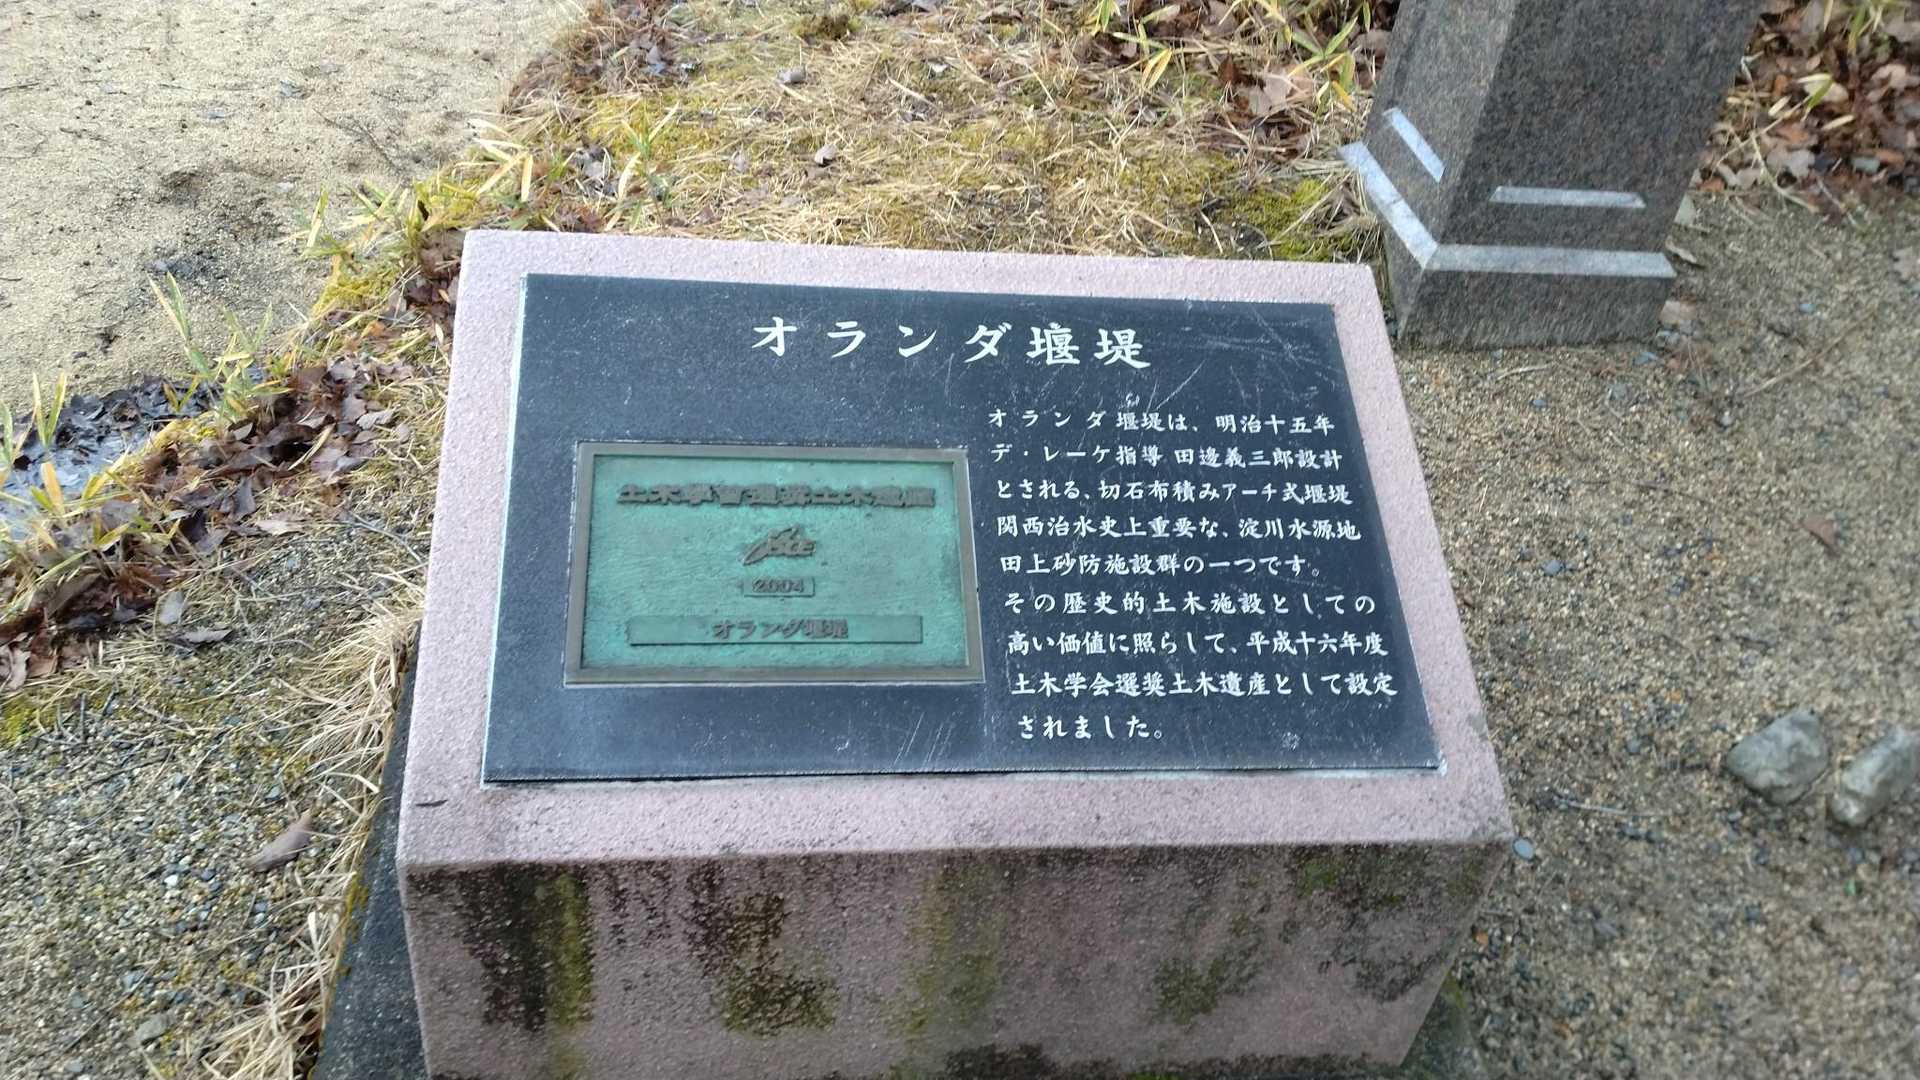 オランダ堰堤
オランダ堰堤は、明治十五年
デ・レーケ指導 田邊義三郎設計
とされる、切石布積みアーチ式堰堤
関西治水史上重要な、淀川水源地
田上砂防施設群の一つです。
その歴史的土木施設としての
高い価値に照らして、平成十六年度
土木学会選奨土木遺産として設定
されました。
土木學會選奨土木遺産
JSCE
2004
オランダ堰堤